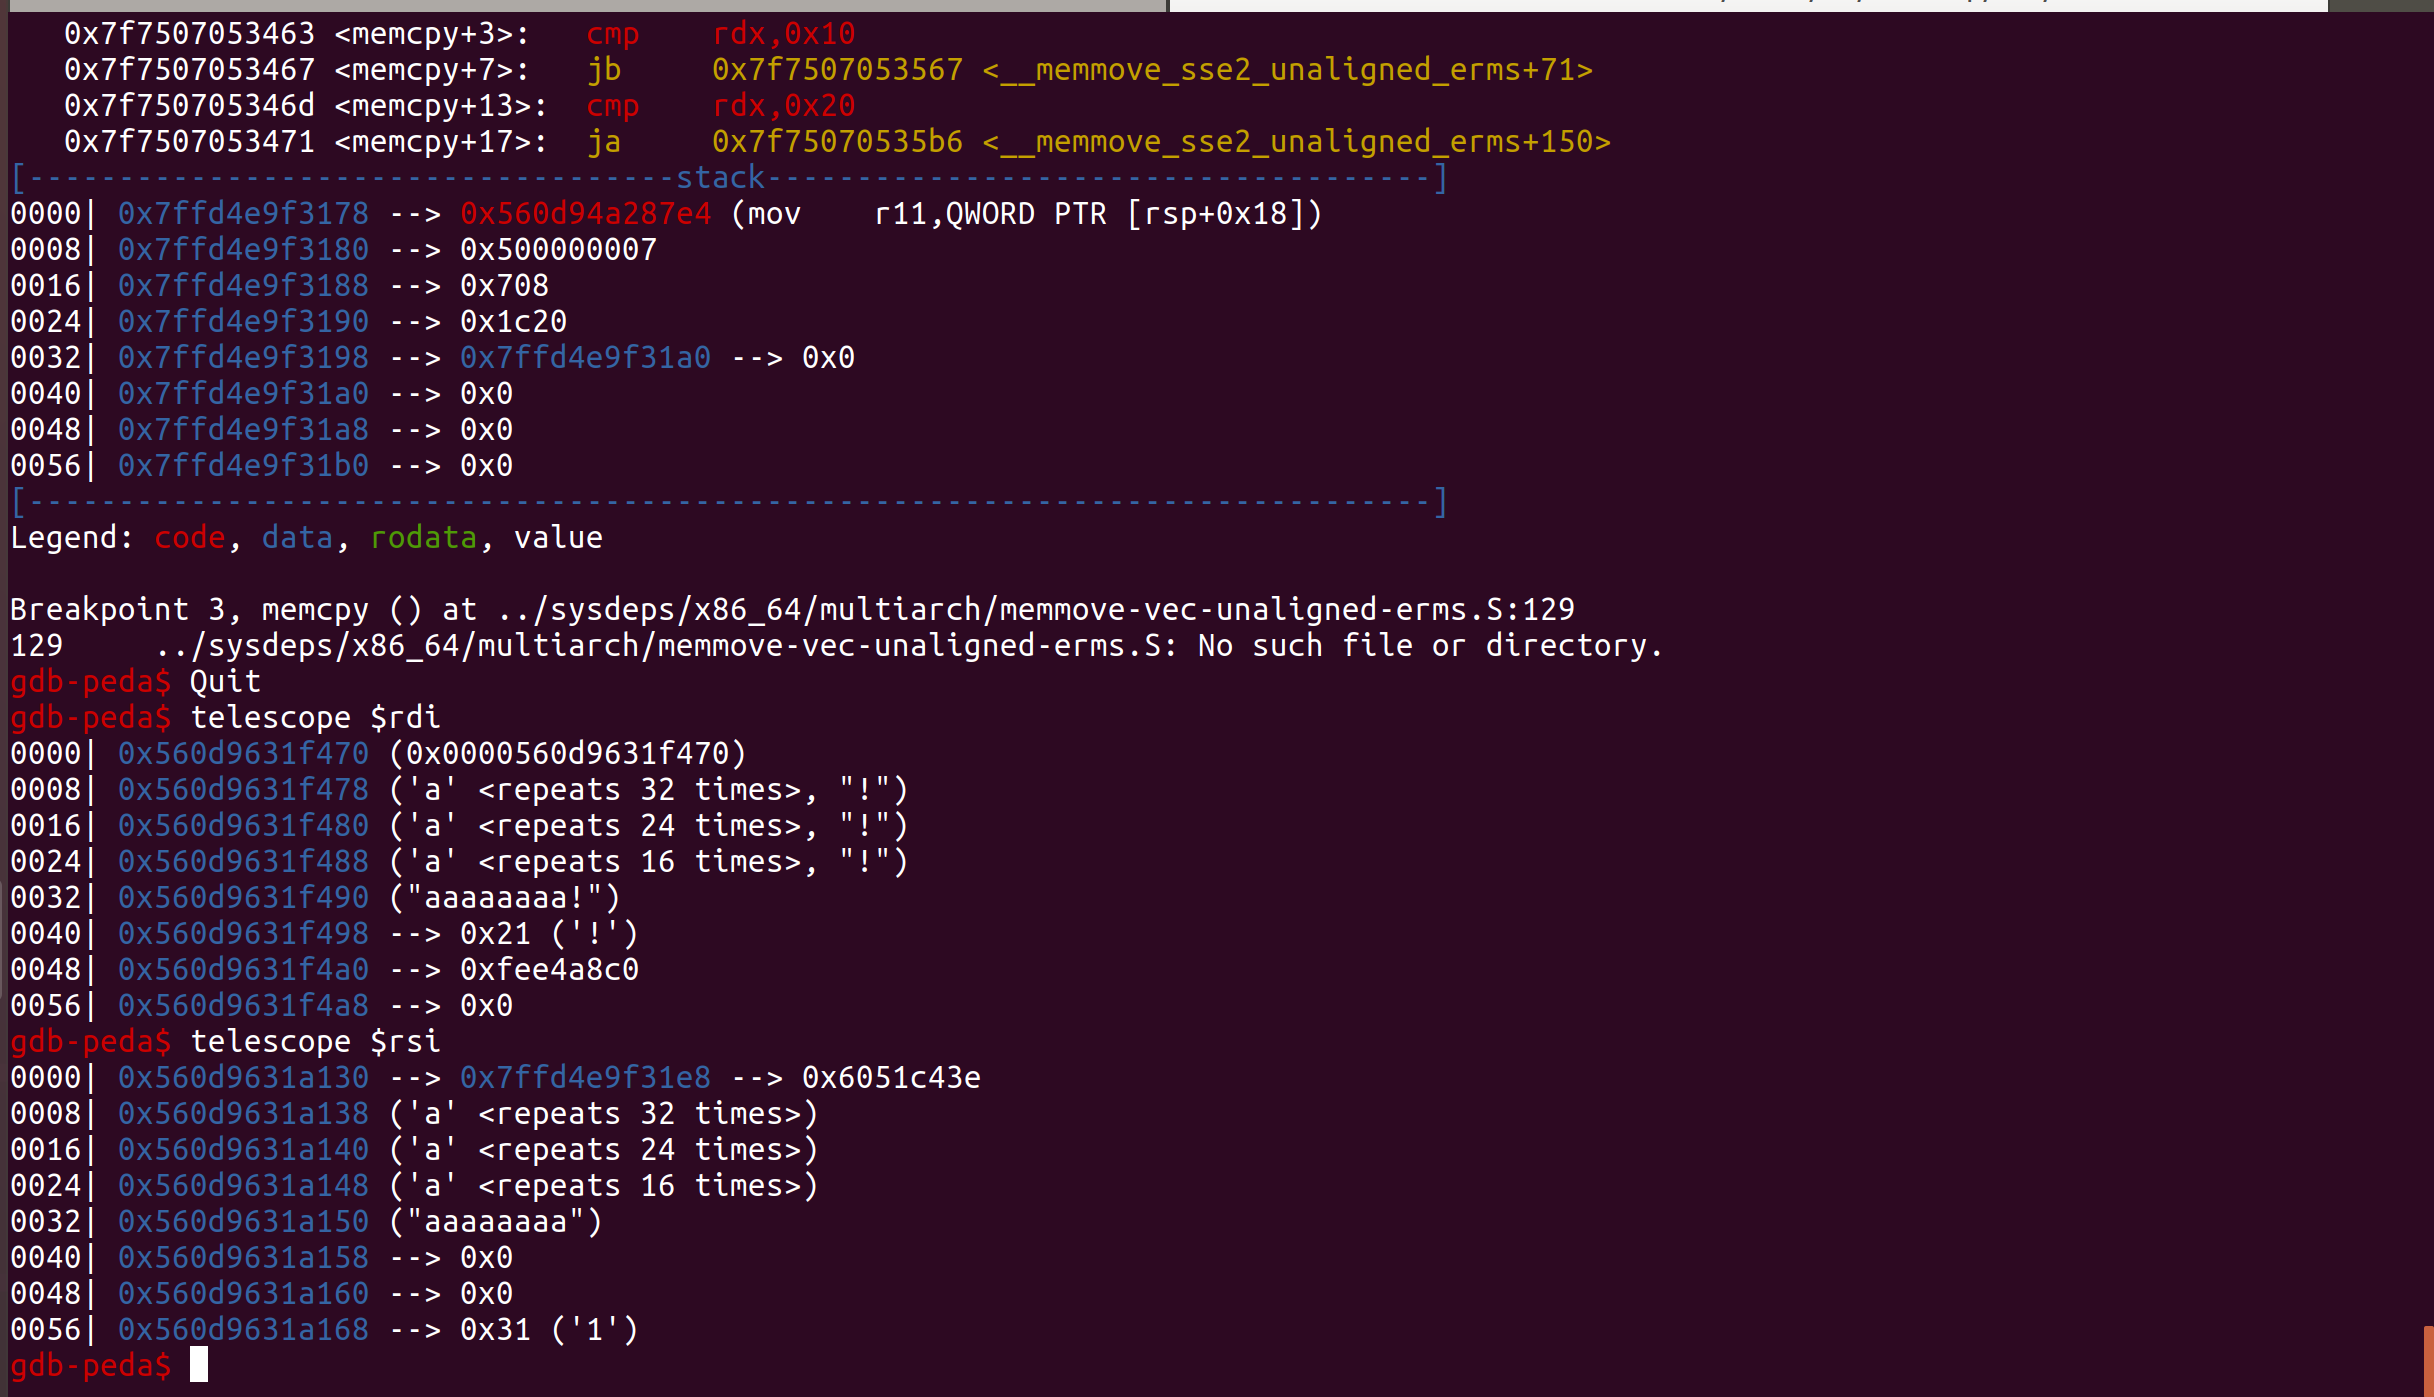 0x7f7507053463 <memcpy+3>: cmp rdx,0x10
0x7f7507053467 <memcpy+7>: jb 0x7f7507053567 <__memmove_sse2_unaligned_erms+71>
0x7f750705346d <memcpy+13>: cmp rdx,0x20
0x7f7507053471 <memcpy+17>: ja 0x7f75070535b6 <__memmove_sse2_unaligned_erms+150>
[------------------------------------stack-------------------------------------]
0000| 0x7ffd4e9f3178 --> 0x560d94a287e4 (mov    r11,QWORD PTR [rsp+0x18])
0008| 0x7ffd4e9f3180 --> 0x500000007
0016| 0x7ffd4e9f3188 --> 0x708
0024| 0x7ffd4e9f3190 --> 0x1c20
0032| 0x7ffd4e9f3198 --> 0x7ffd4e9f31a0 --> 0x0
0040| 0x7ffd4e9f31a0 --> 0x0
0048| 0x7ffd4e9f31a8 --> 0x0
0056| 0x7ffd4e9f31b0 --> 0x0
[------------------------------------------------------------------------------]
Legend: code, data, rodata, value
Breakpoint 3, memcpy () at ../sysdeps/x86_64/multiarch/memmove-vec-unaligned-erms.S:129
129 ../sysdeps/x86_64/multiarch/memmove-vec-unaligned-erms.S: No such file or directory.
gdb-peda$ Quit
gdb-peda$ telescope $rdi
0000| 0x560d9631f470 (0x0000560d9631f470)
0008| 0x560d9631f478 ('a' <repeats 32 times>, "!")
0016| 0x560d9631f480 ('a' <repeats 24 times>, "!")
0024| 0x560d9631f488 ('a' <repeats 16 times>, "!")
0032| 0x560d9631f490 ("aaaaaaaa!")
0040| 0x560d9631f498 --> 0x21 ('!')
0048| 0x560d9631f4a0 --> 0xfee4a8c0
0056| 0x560d9631f4a8 --> 0x0
gdb-peda$ telescope $rsi
0000| 0x560d9631a130 --> 0x7ffd4e9f31e8 --> 0x6051c43e
0008| 0x560d9631a138 ('a' <repeats 32 times>)
0016| 0x560d9631a140 ('a' <repeats 24 times>)
0024| 0x560d9631a148 ('a' <repeats 16 times>)
0032| 0x560d9631a150 ("aaaaaaaa")
0040| 0x560d9631a158 --> 0x0
0048| 0x560d9631a160 --> 0x0
0056| 0x560d9631a168 --> 0x31 ('1')
gdb-peda$